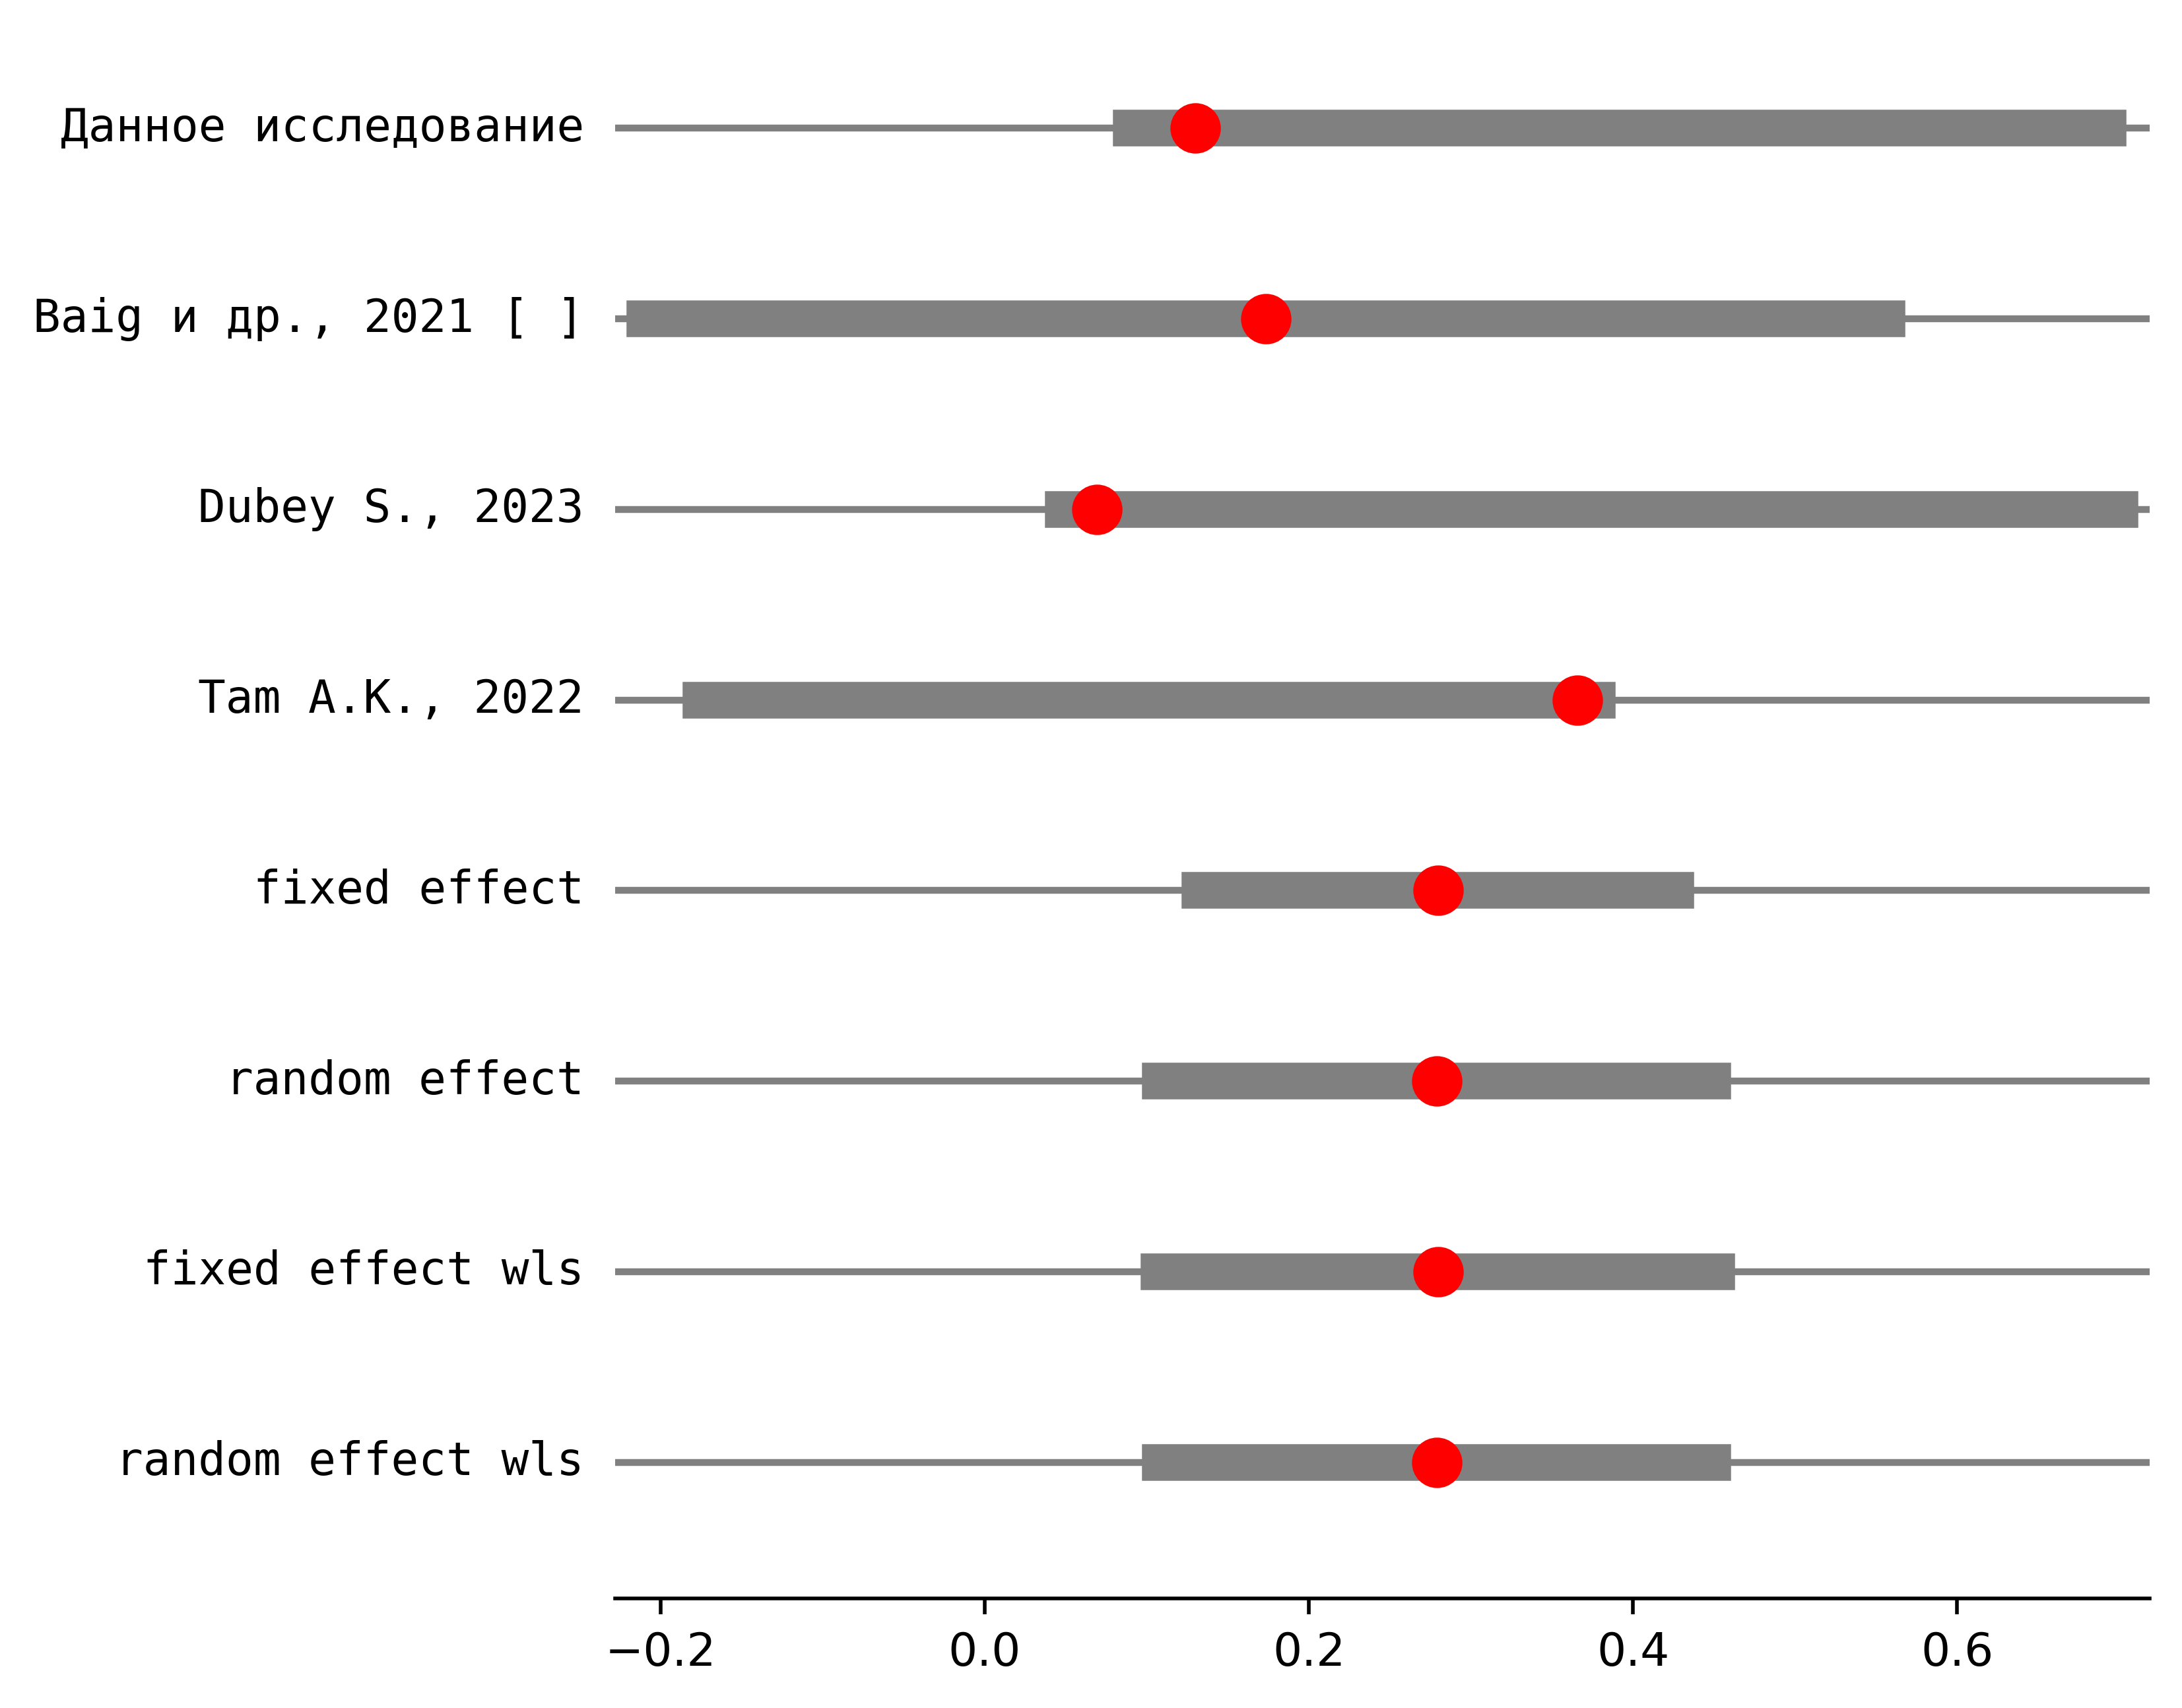 Данное исследование
Baig и др., 2021 [ ]
Dubey S., 2023
Tam A.K., 2022
fixed effect
random effect
fixed effect wls
random effect wls
−0.2 0.0 0.2 0.4 0.6